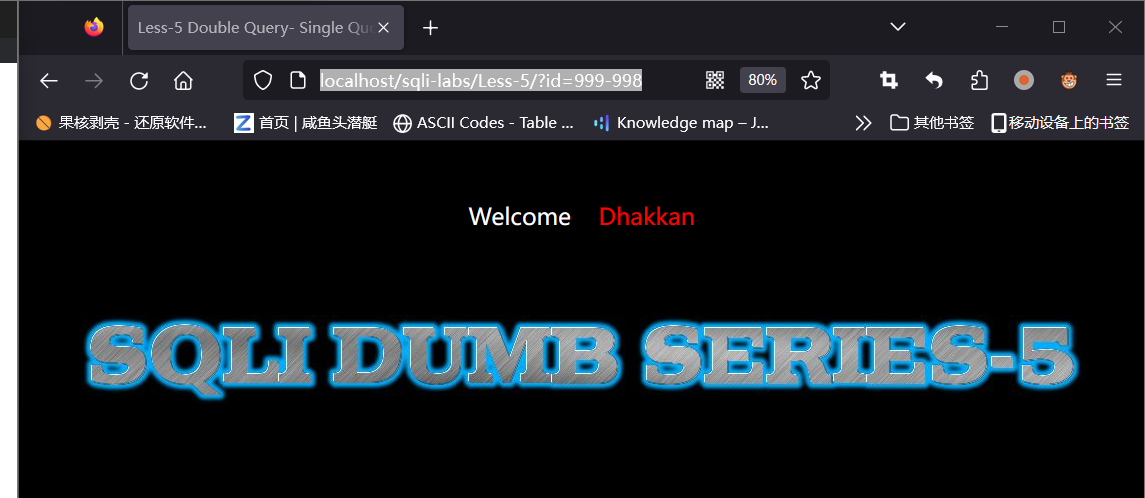 Less-5 Double Query- Single Qu
localhost/sqli-labs/Less-5/?id=999-998
80%
果核剥壳 - 还原软件...
首页 | 咸鱼头潜艇
ASCII Codes - Table ...
Knowledge map – J...
其他书签
移动设备上的书签
Welcome Dhakkan
SQLI DUMB SERIES-5